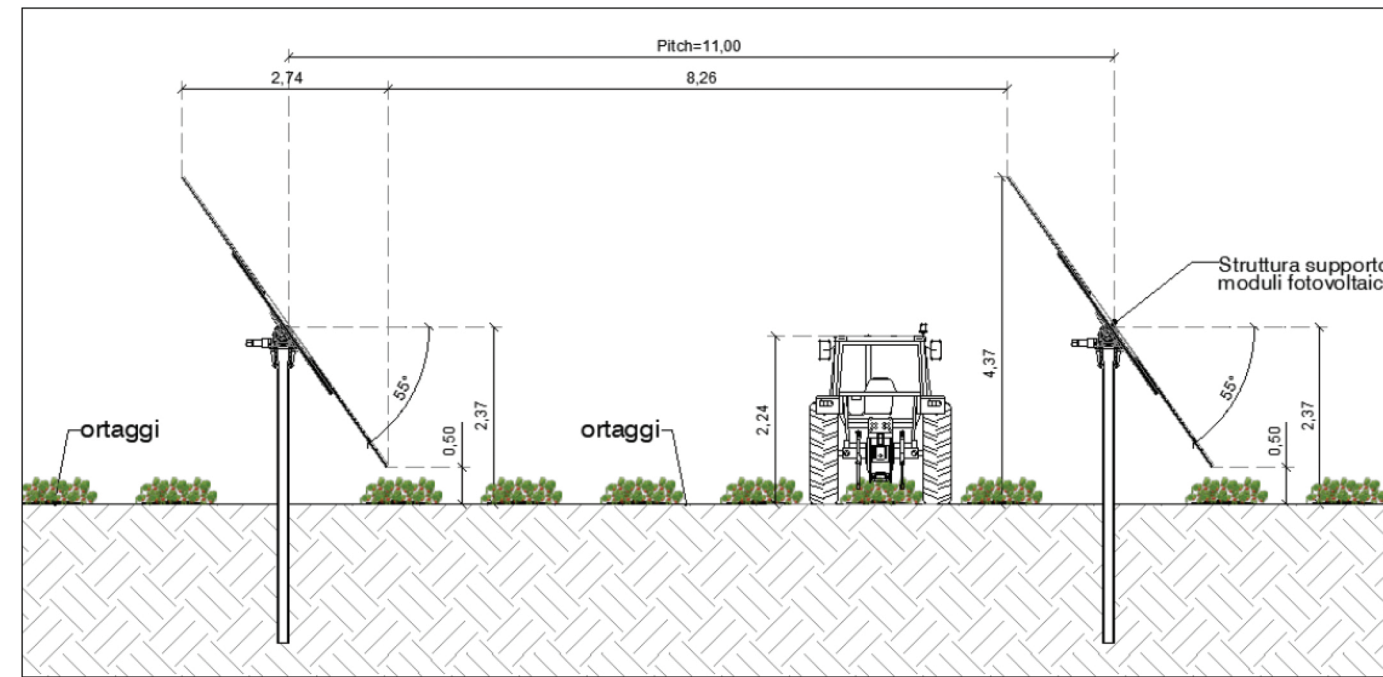 Pitch=11,00
2,74
8,26
Struttura supporto
moduli fotovoltaic
55°
2,37
0,50
ortaggi
ortaggi
2,24
4,37
55°
2,37
0,50